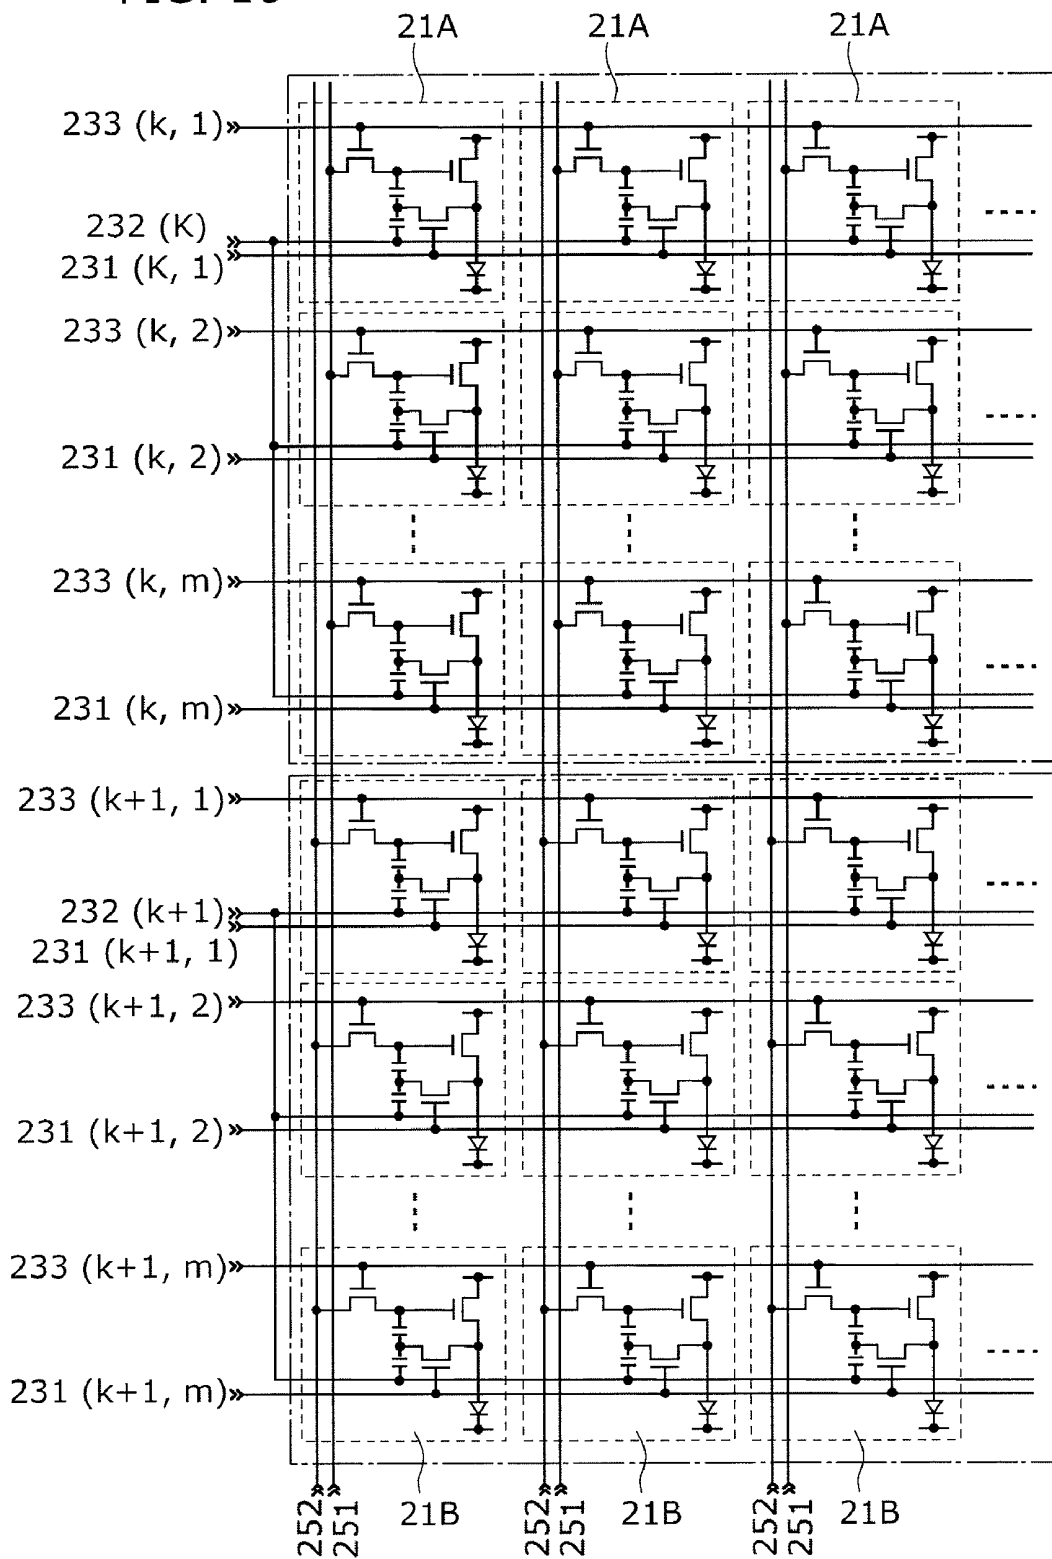 21A 21A 21A
233 (k, 1)
232 (K)
231 (K, 1)
233 (k, 2)
231 (k, 2)
233 (k, m)
231 (k, m)
233 (k+1, 1)
232 (k+1)
231 (k+1, 1)
233 (k+1, 2)
231 (k+1, 2)
233 (k+1, m)
231 (k+1, m)
252 251 21B 252 251 21B 252 251 21B